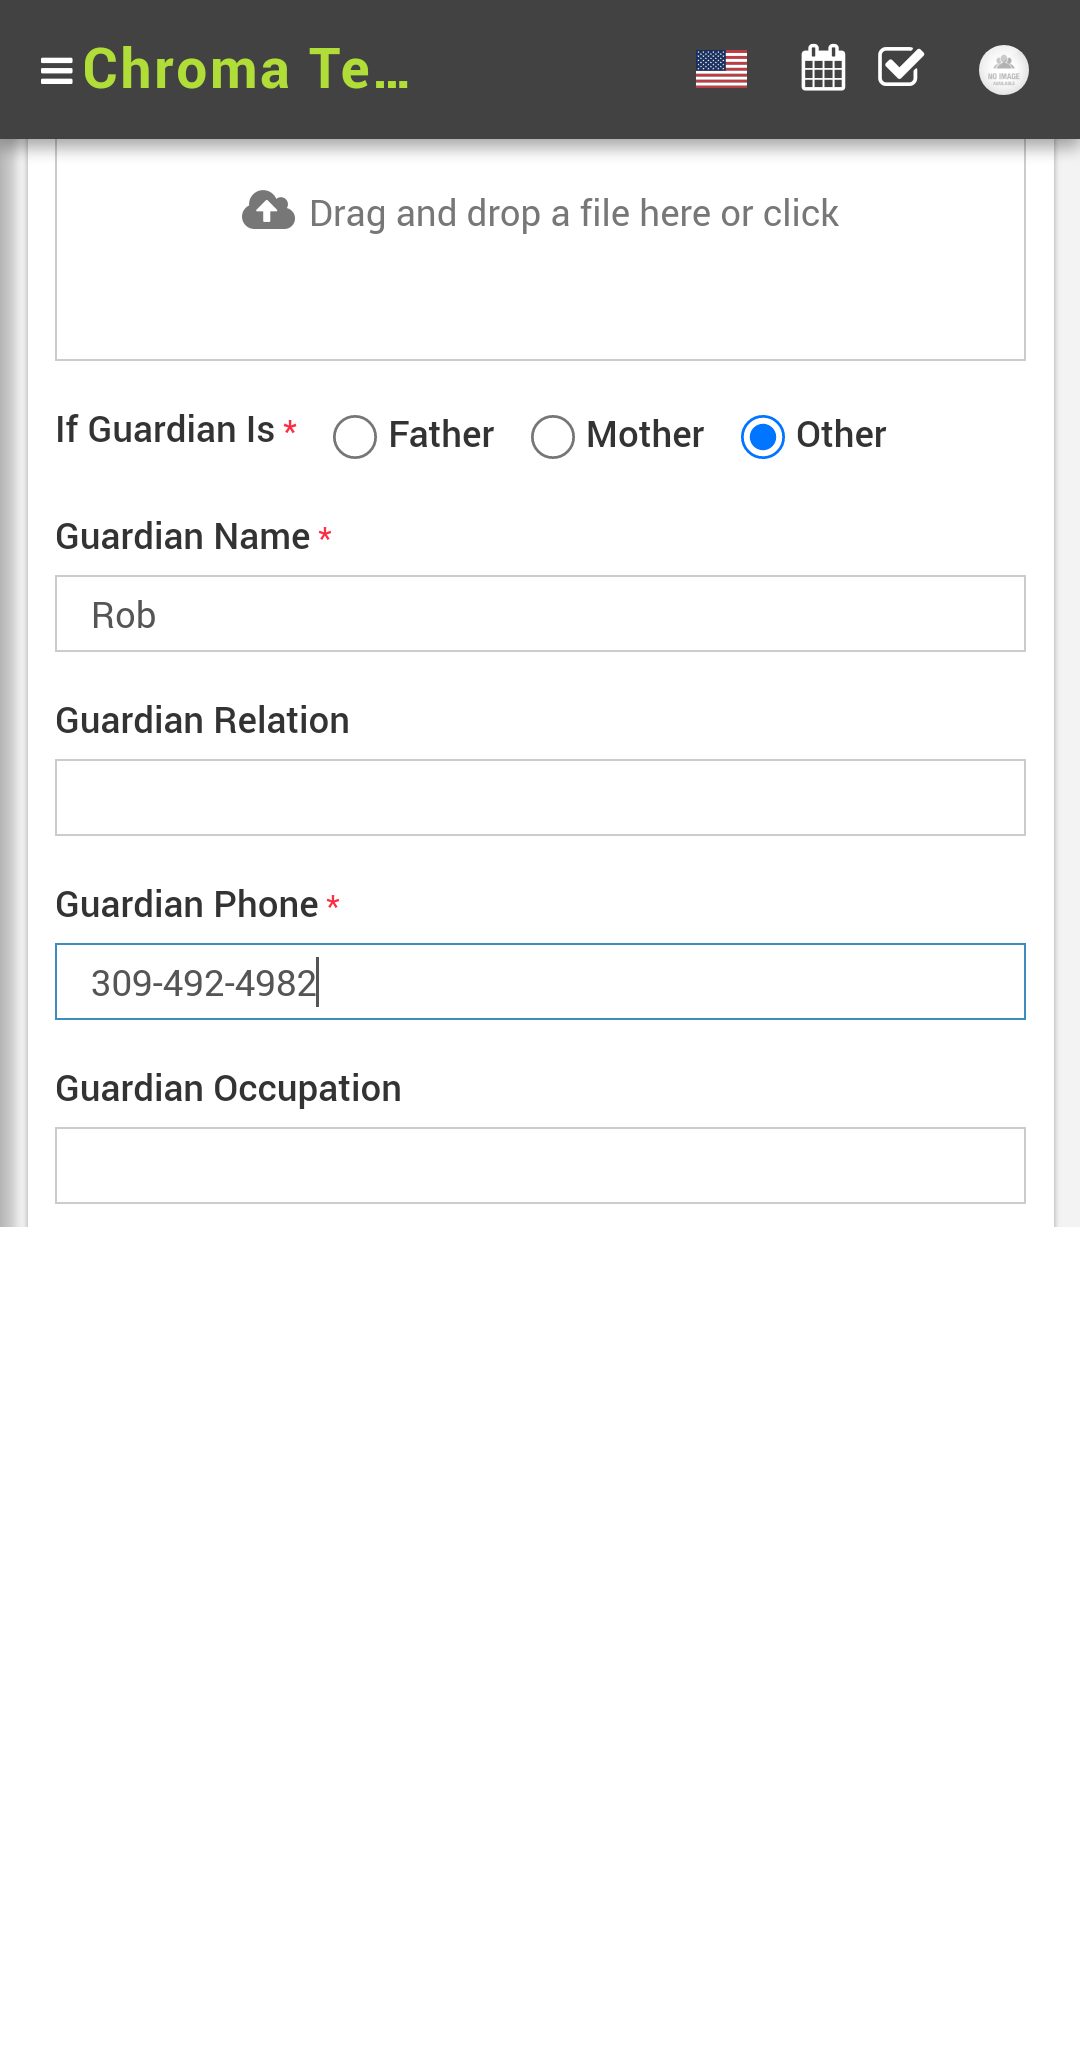 Chroma Te...
NO IMAGE
AVAILABLE
Drag and drop a file here or click
If Guardian Is * Father Mother Other
Guardian Name *
Rob
Guardian Relation
Guardian Phone *
309-492-4982
Guardian Occupation